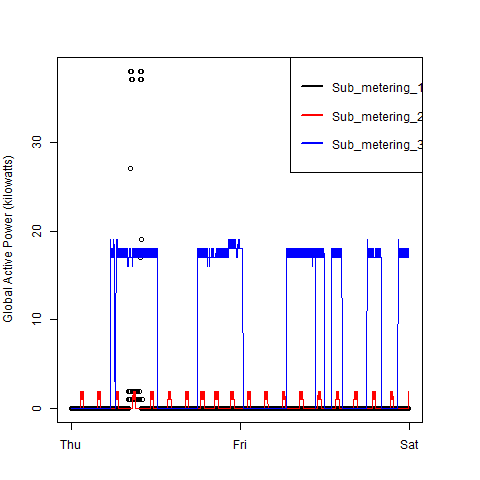 Sub_metering_1
Sub_metering_2
Sub_metering_3
Global Active Power (kilowatts)
30
20
10
0
Thu
Fri
Sat